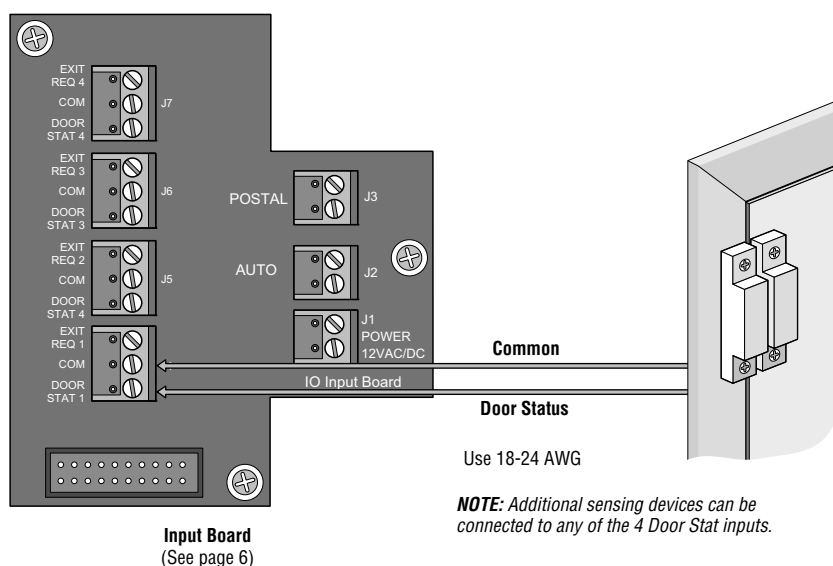 EXIT
REQ 4
COM
DOOR
STAT 4
J7
EXIT
REQ 3
COM
DOOR
STAT 3
J6
EXIT
REQ 2
COM
DOOR
STAT 4
J5
EXIT
REQ 1
COM
DOOR
STAT 1
POSTAL
J3
AUTO
J2
J1
POWER
12VAC/DC
IO Input Board
Common
Door Status
Use 18-24 AWG
NOTE: Additional sensing devices can be
connected to any of the 4 Door Stat inputs.
Input Board
(See page 6)